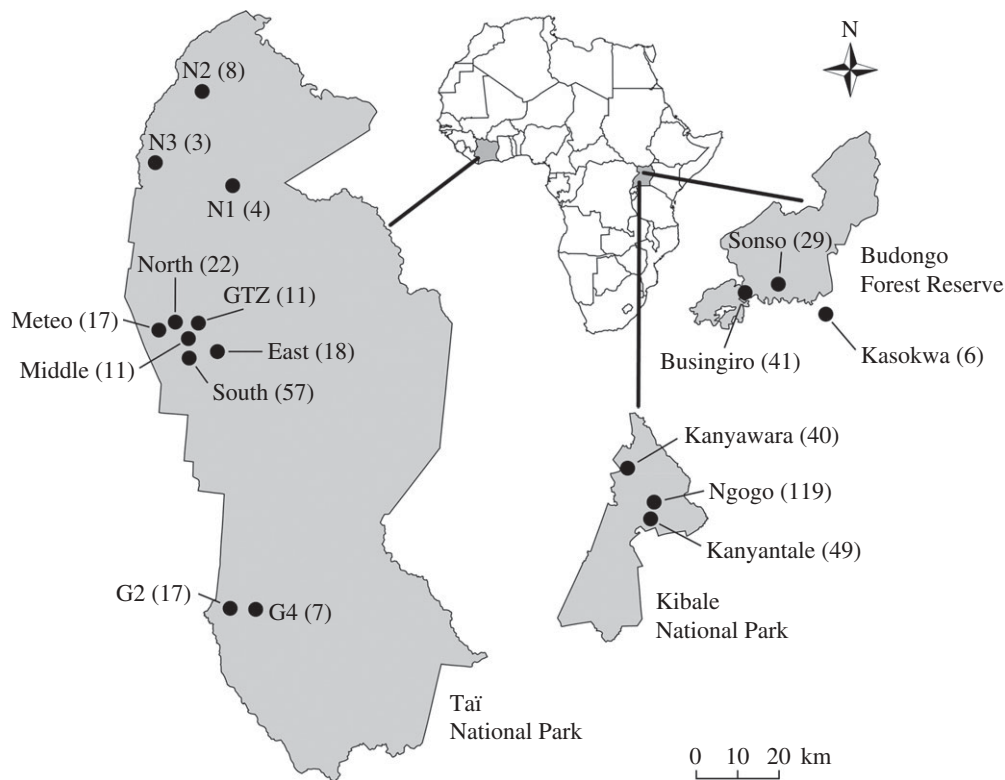 N2 (8)
N3 (3)
N1 (4)
North (22)
GTZ (11)
Meteo (17)
Middle (11)
East (18)
South (57)
G2 (17)
G4 (7)
Taï
National Park
N
Sonso (29)
Budongo
Forest Reserve
Busingiro (41)
Kasokwa (6)
Kanyawara (40)
Ngogo (119)
Kanyantale (49)
Kibale
National Park
0 10 20 km